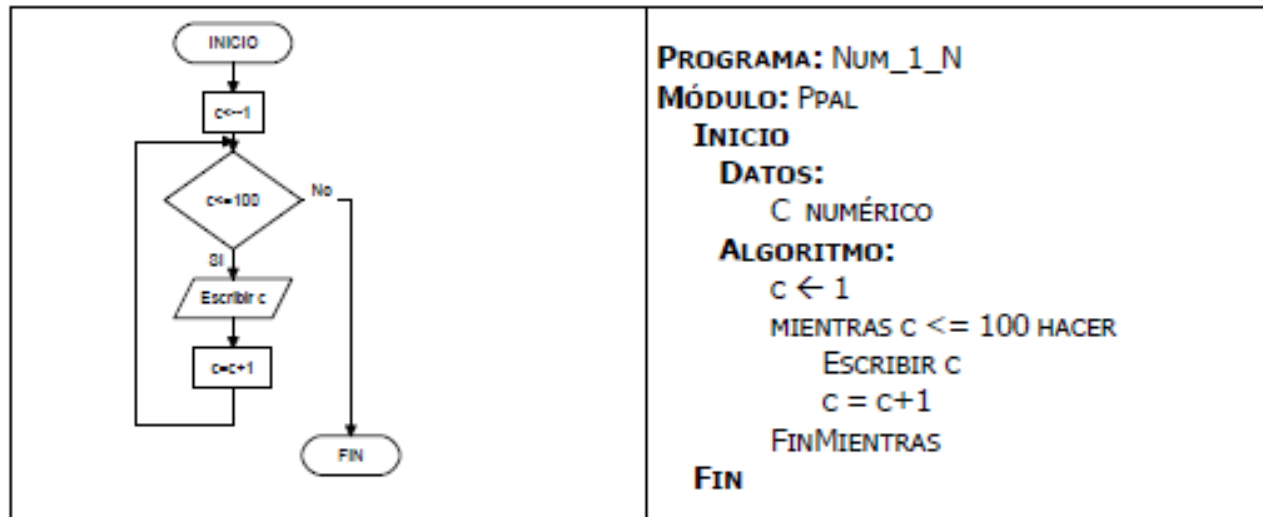 INICIO
c<--1
c<=100
No
SI
Escribir c
c=c+1
FIN
PROGRAMA: NUM_1_N
MÓDULO: PPAL
INICIO
DATOS:
C NUMÉRICO
ALGORITMO:
C ← 1
MIENTRAS C <= 100 HACER
ESCRIBIR C
C = C+1
FINMIENTRAS
FIN